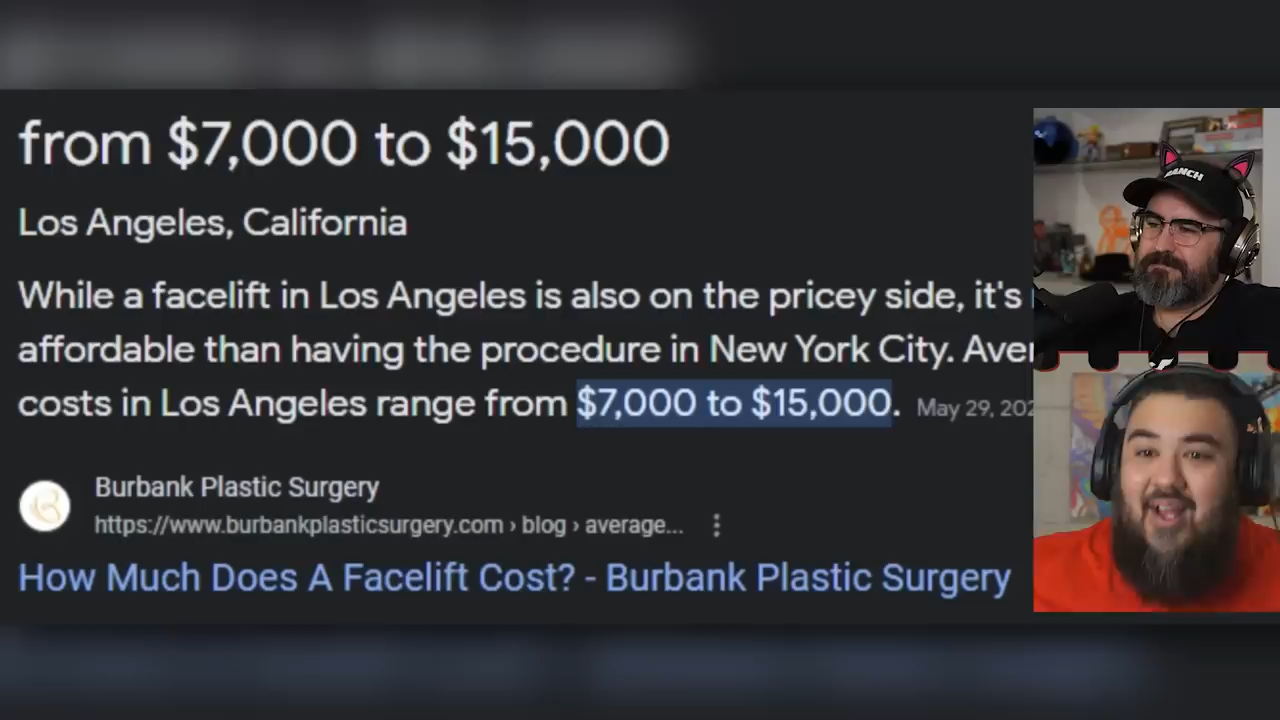 from $7,000 to $15,000
Los Angeles, California
While a facelift in Los Angeles is also on the pricey side, it's
affordable than having the procedure in New York City. Aver
costs in Los Angeles range from $7,000 to $15,000. May 29, 202
Burbank Plastic Surgery
https://www.burbankplasticsurgery.com › blog › average...
How Much Does A Facelift Cost? - Burbank Plastic Surgery